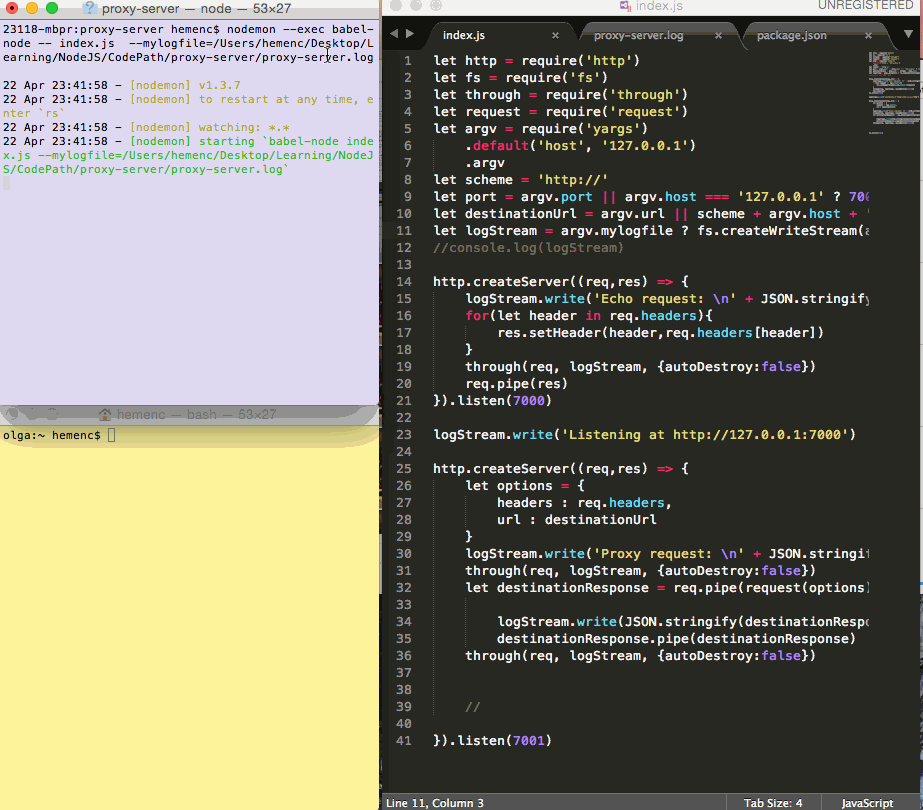 proxy-server — node — 53×27
23118-mbpr:proxy-server hemenc$ nodemon --exec babel-
node -- index.js  --mylogfile=/Users/hemenc/Desktop/L
earning/NodeJS/CodePath/proxy-server/proxy-server.log
22 Apr 23:41:58 - [nodemon] v1.3.7
22 Apr 23:41:58 - [nodemon] to restart at any time, e
nter `rs`
22 Apr 23:41:58 - [nodemon] watching: *.*
22 Apr 23:41:58 - [nodemon] starting `babel-node inde
x.js --mylogfile=/Users/hemenc/Desktop/Learning/NodeJ
S/CodePath/proxy-server/proxy-server.log`
hemenc — bash — 53×27
olga:~ hemenc$
index.js
UNREGISTERED
index.js × proxy-server.log × package.json ×
1 let http = require('http')
2 let fs = require('fs')
3 let through = require('through')
4 let request = require('request')
5 let argv = require('yargs')
6     .default('host', '127.0.0.1')
7     .argv
8 let scheme = 'http://'
9 let port = argv.port || argv.host === '127.0.0.1' ? 700
10 let destinationUrl = argv.url || scheme + argv.host + '
11 let logStream = argv.mylogfile ? fs.createWriteStream(a
12 //console.log(logStream)
13
14 http.createServer((req,res) => {
15     logStream.write('Echo request: \n' + JSON.stringify
16     for(let header in req.headers){
17         res.setHeader(header,req.headers[header])
18     }
19     through(req, logStream, {autoDestroy:false})
20     req.pipe(res)
21 }).listen(7000)
22
23 logStream.write('Listening at http://127.0.0.1:7000')
24
25 http.createServer((req,res) => {
26     let options = {
27         headers : req.headers,
28         url : destinationUrl
29     }
30     logStream.write('Proxy request: \n' + JSON.stringif
31     through(req, logStream, {autoDestroy:false})
32     let destinationResponse = req.pipe(request(options)
33
34         logStream.write(JSON.stringify(destinationRespo
35         destinationResponse.pipe(destinationResponse)
36     through(req, logStream, {autoDestroy:false})
37
38
39     //
40
41 }).listen(7001)
Line 11, Column 3
Tab Size: 4
JavaScript